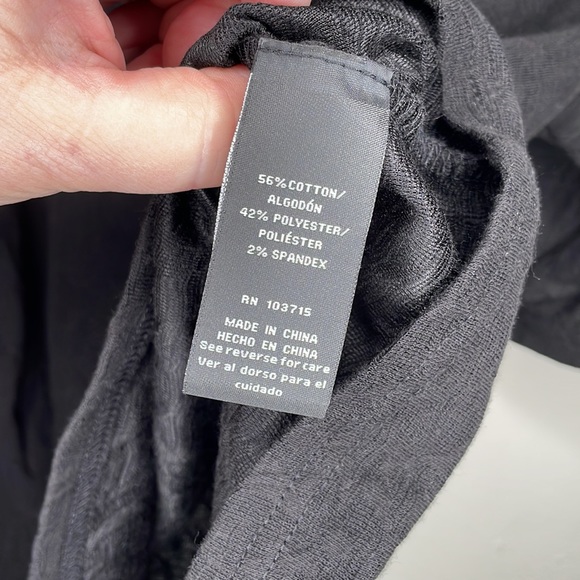 56% COTTON/
ALGODÓN
42% POLYESTER/
POLIÉSTER
2% SPANDEX
RN 103715
MADE IN CHINA
HECHO EN CHINA
See reverse for care
Ver al dorso para el
cuidado